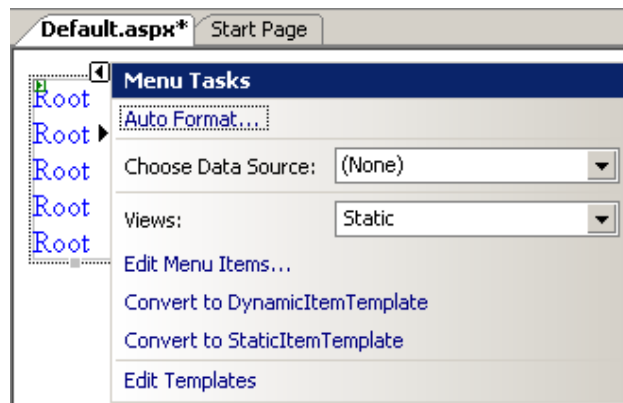 Default.aspx* Start Page
Menu Tasks
Root
Auto Format...
Root
Choose Data Source: (None)
Root
Root
Views: Static
Root
Edit Menu Items...
Convert to DynamicItemTemplate
Convert to StaticItemTemplate
Edit Templates